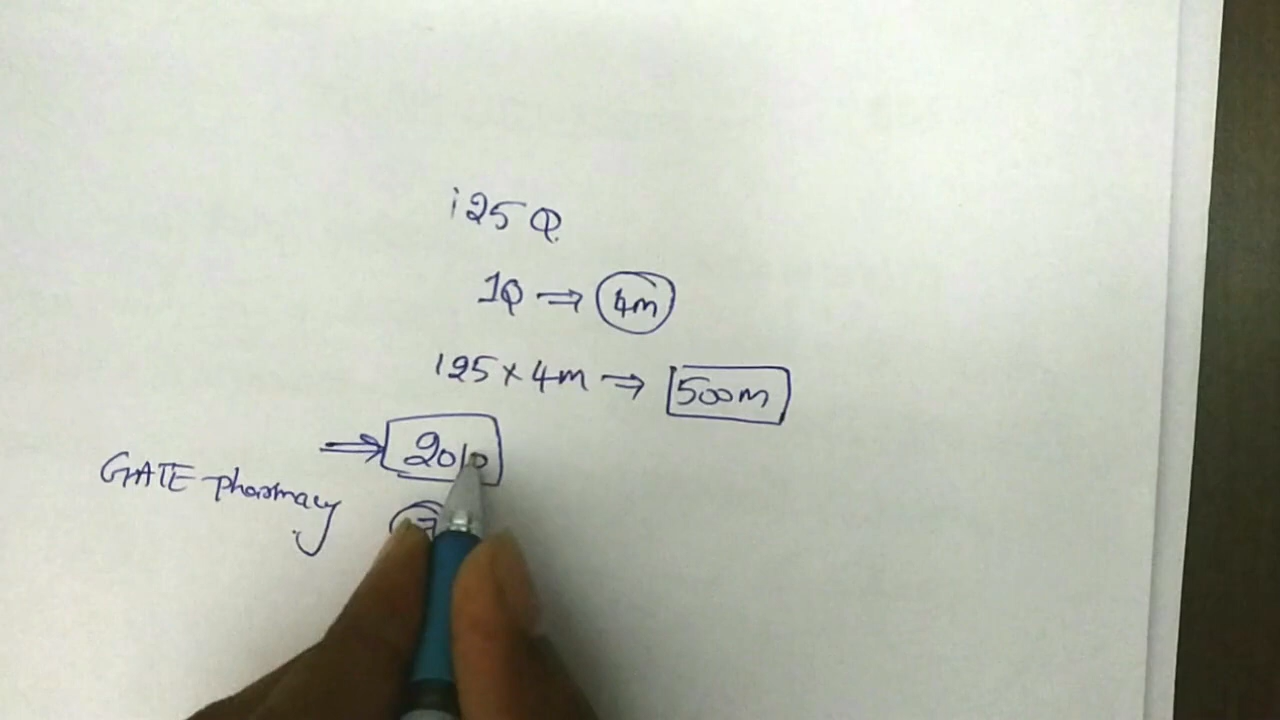 125 Q.
1Q ⇒ 4m
125 × 4m ⇒ 500m
⇒ 2010
GATE-pharmacy